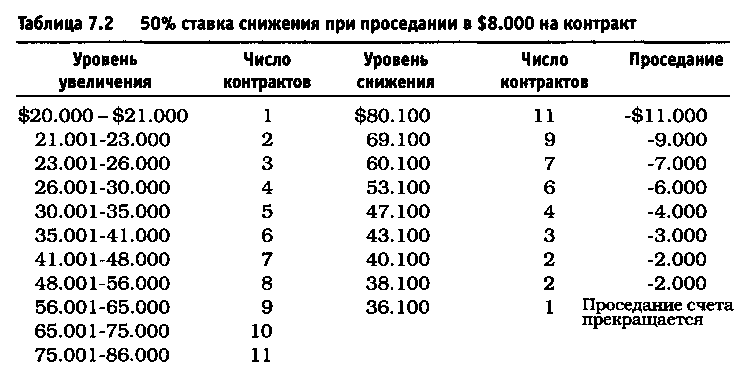 Таблица 7.2 50% ставка снижения при проседании в $8.000 на контракт
Уровень увеличения Число контрактов Уровень снижения Число контрактов Проседание
$20.000 – $21.000 1 $80.100 11 -$11.000
21.001-23.000 2 69.100 9 -9.000
23.001-26.000 3 60.100 7 -7.000
26.001-30.000 4 53.100 6 -6.000
30.001-35.000 5 47.100 4 -4.000
35.001-41.000 6 43.100 3 -3.000
41.001-48.000 7 40.100 2 -2.000
48.001-56.000 8 38.100 2 -2.000
56.001-65.000 9 36.100 1 Проседание счета
прекращается
65.001-75.000 10
75.001-86.000 11